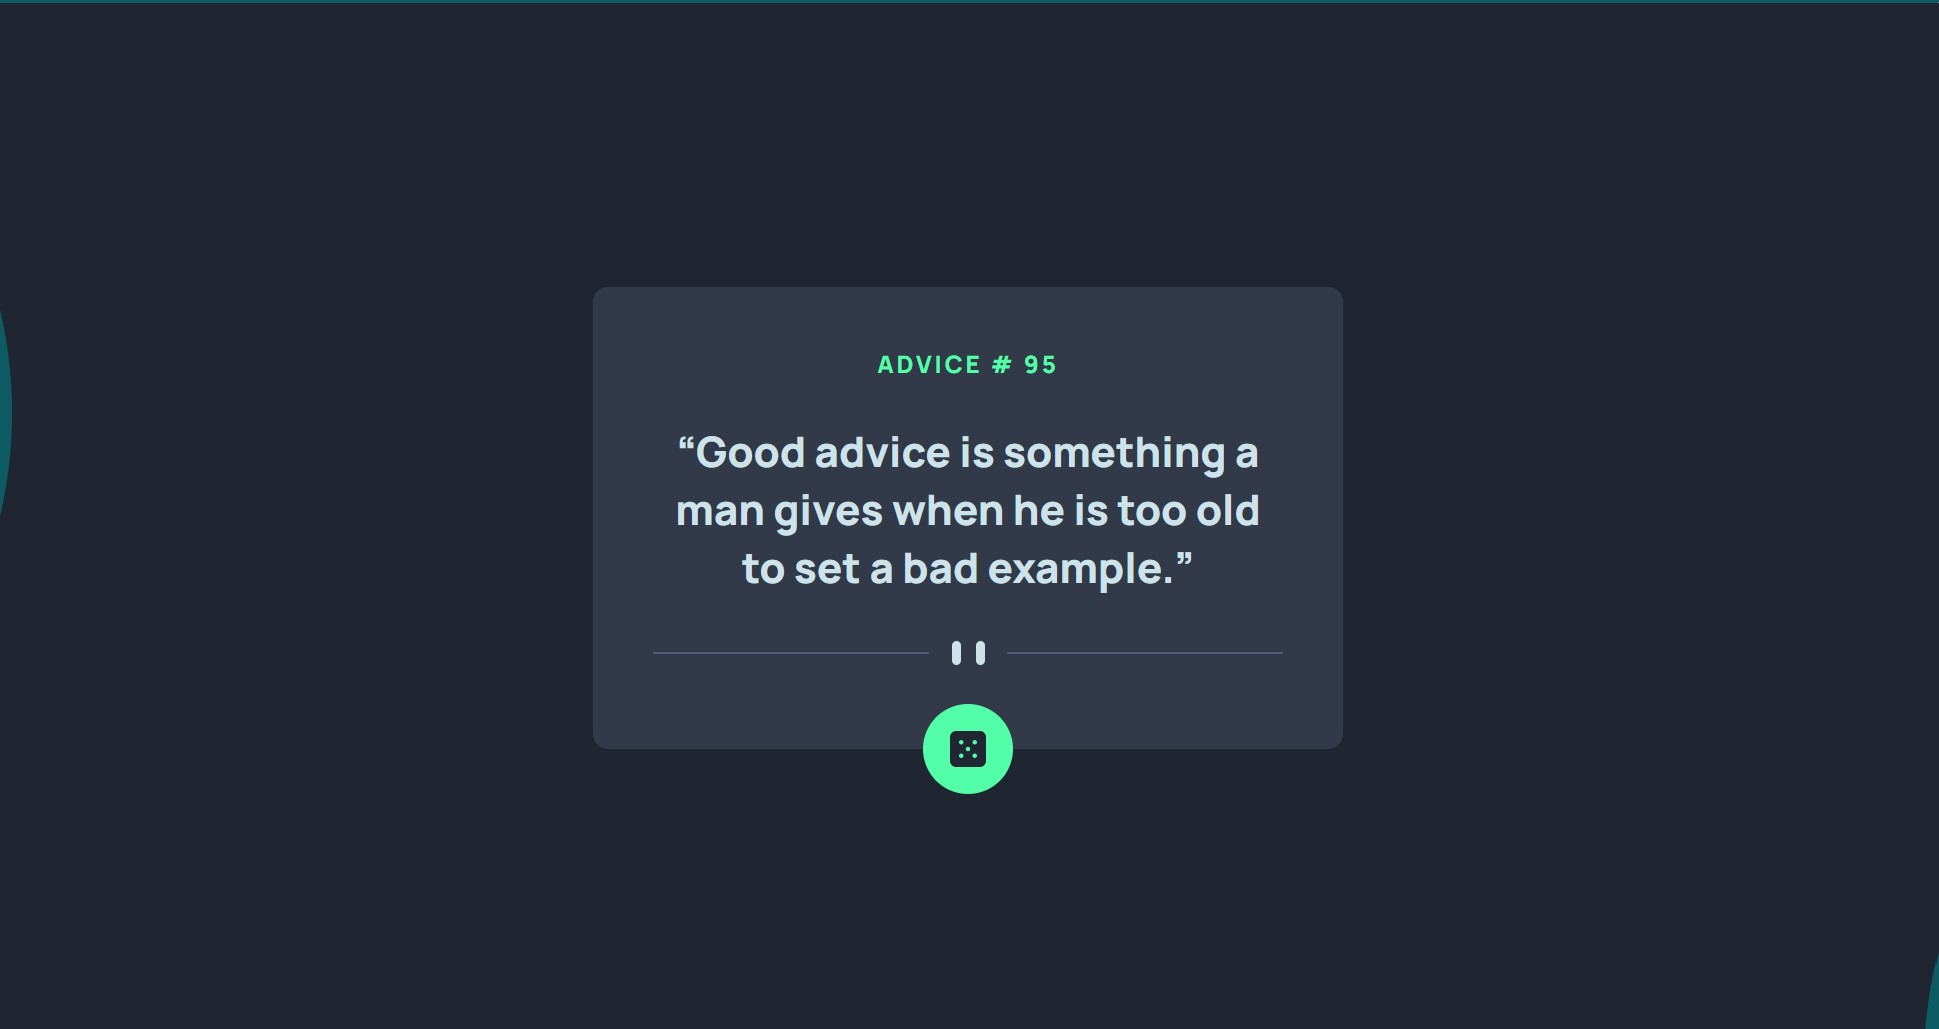 ADVICE # 95
“Good advice is something a
man gives when he is too old
to set a bad example.”